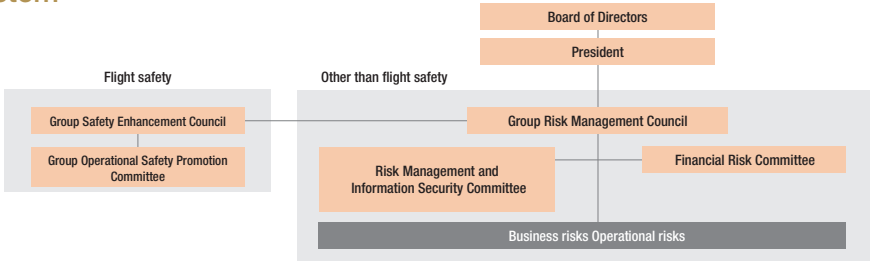 Board of Directors
President
Flight safety
Other than flight safety
Group Safety Enhancement Council
Group Risk Management Council
Group Operational Safety Promotion
Committee
Risk Management and
Information Security Committee
Financial Risk Committee
Business risks Operational risks